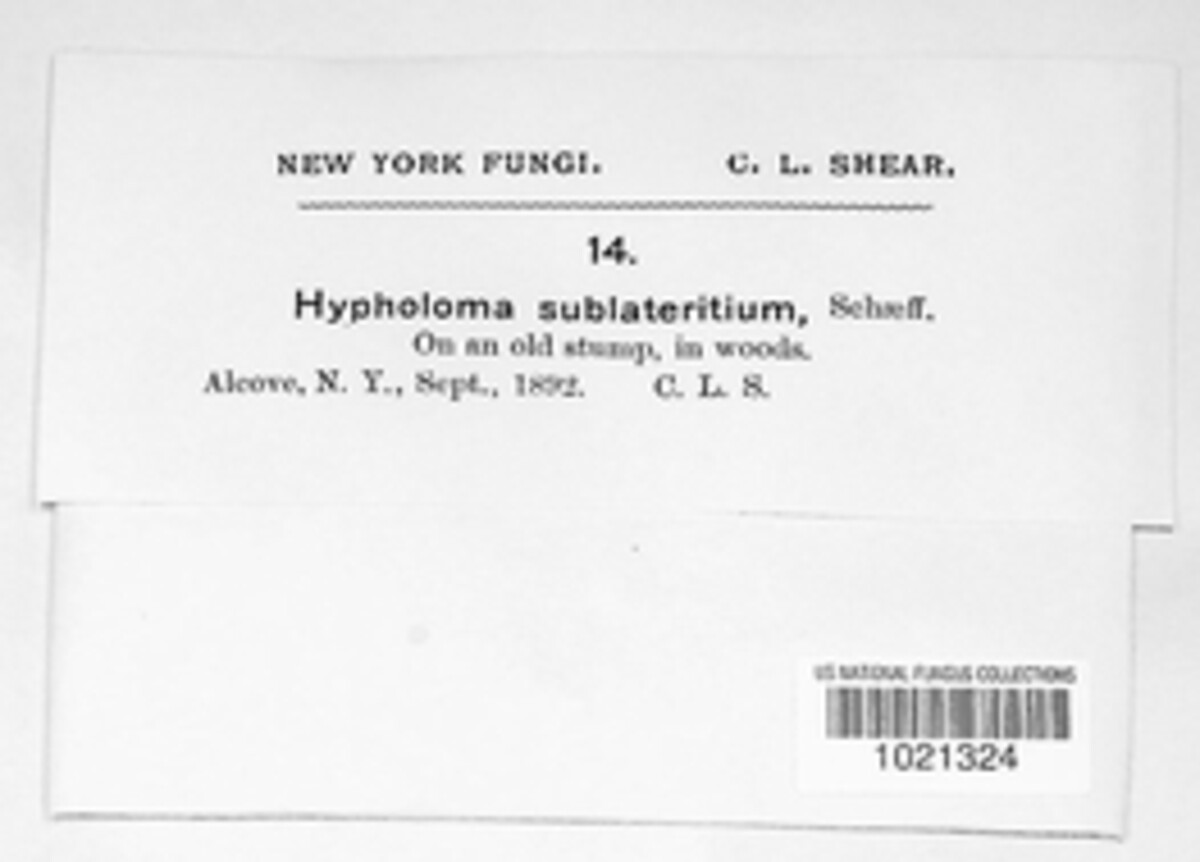 NEW YORK FUNGI. C. L. SHEAR.
14.
Hypholoma sublateritium, Schæff.
On an old stump, in woods.
Alcove, N. Y., Sept., 1892. C. L. S.
US NATIONAL FUNGUS COLLECTIONS
1021324